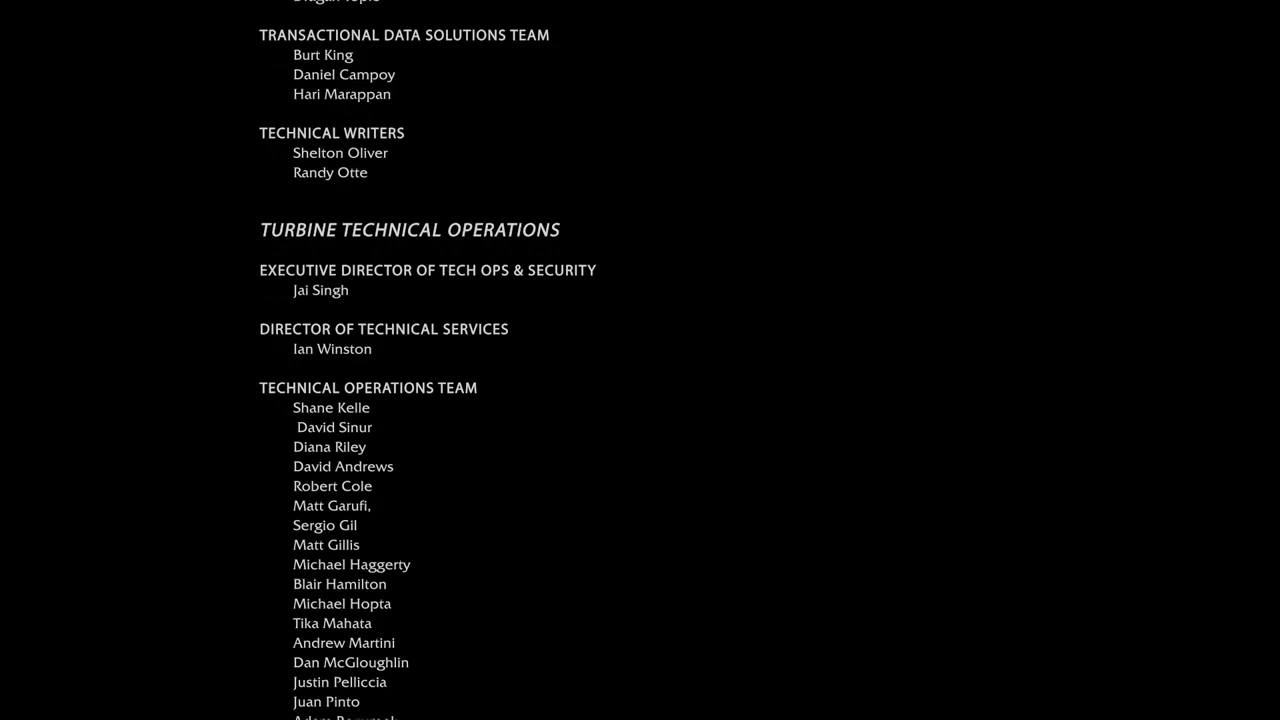 TRANSACTIONAL DATA SOLUTIONS TEAM
Burt King
Daniel Campoy
Hari Marappan
TECHNICAL WRITERS
Shelton Oliver
Randy Otte
TURBINE TECHNICAL OPERATIONS
EXECUTIVE DIRECTOR OF TECH OPS & SECURITY
Jai Singh
DIRECTOR OF TECHNICAL SERVICES
Ian Winston
TECHNICAL OPERATIONS TEAM
Shane Kelle
David Sinur
Diana Riley
David Andrews
Robert Cole
Matt Garufi,
Sergio Gil
Matt Gillis
Michael Haggerty
Blair Hamilton
Michael Hopta
Tika Mahata
Andrew Martini
Dan McGloughlin
Justin Pelliccia
Juan Pinto